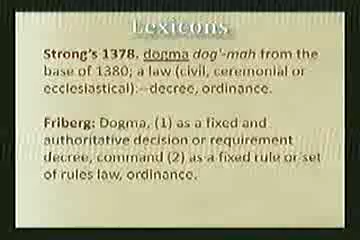 Lexicons
Strong's 1378. dogma dog'-mah from the
base of 1380; a law (civil, ceremonial or
ecclesiastical):--decree, ordinance.
Friberg: Dogma, (1) as a fixed and
authoritative decision or requirement
decree, command (2) as a fixed rule or set
of rules law, ordinance.